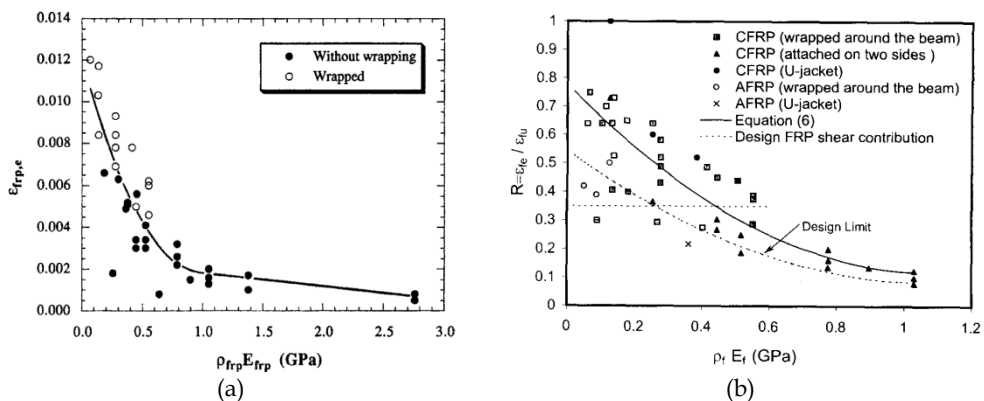 0.014
0.012
0.010
0.008
0.006
0.004
0.002
0.000
εfrp,e
Without wrapping
Wrapped
0.0 0.5 1.0 1.5 2.0 2.5 3.0
ρfrpEfrp (GPa)
(a)
1
0.9
0.8
0.7
0.6
0.5
0.4
0.3
0.2
0.1
0
R=εfe / εfu
CFRP (wrapped around the beam)
CFRP (attached on two sides )
CFRP (U-jacket)
AFRP (wrapped around the beam)
AFRP (U-jacket)
Equation (6)
Design FRP shear contribution
Design Limit
0 0.2 0.4 0.6 0.8 1 1.2
ρf Ef (GPa)
(b)